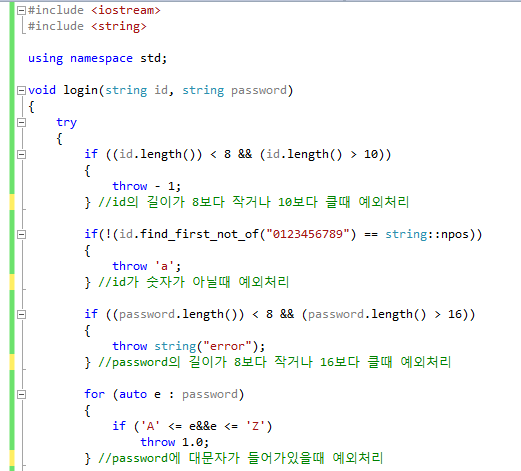 #include <iostream>
#include <string>
using namespace std;
void login(string id, string password)
{
try
{
if ((id.length()) < 8 && (id.length() > 10))
{
throw - 1;
} //id의 길이가 8보다 작거나 10보다 클때 예외처리
if(!(id.find_first_not_of("0123456789") == string::npos))
{
throw 'a';
} //id가 숫자가 아닐때 예외처리
if ((password.length()) < 8 && (password.length() > 16))
{
throw string("error");
} //password의 길이가 8보다 작거나 16보다 클때 예외처리
for (auto e : password)
{
if ('A' <= e&&e <= 'Z')
throw 1.0;
} //password에 대문자가 들어가있을때 예외처리